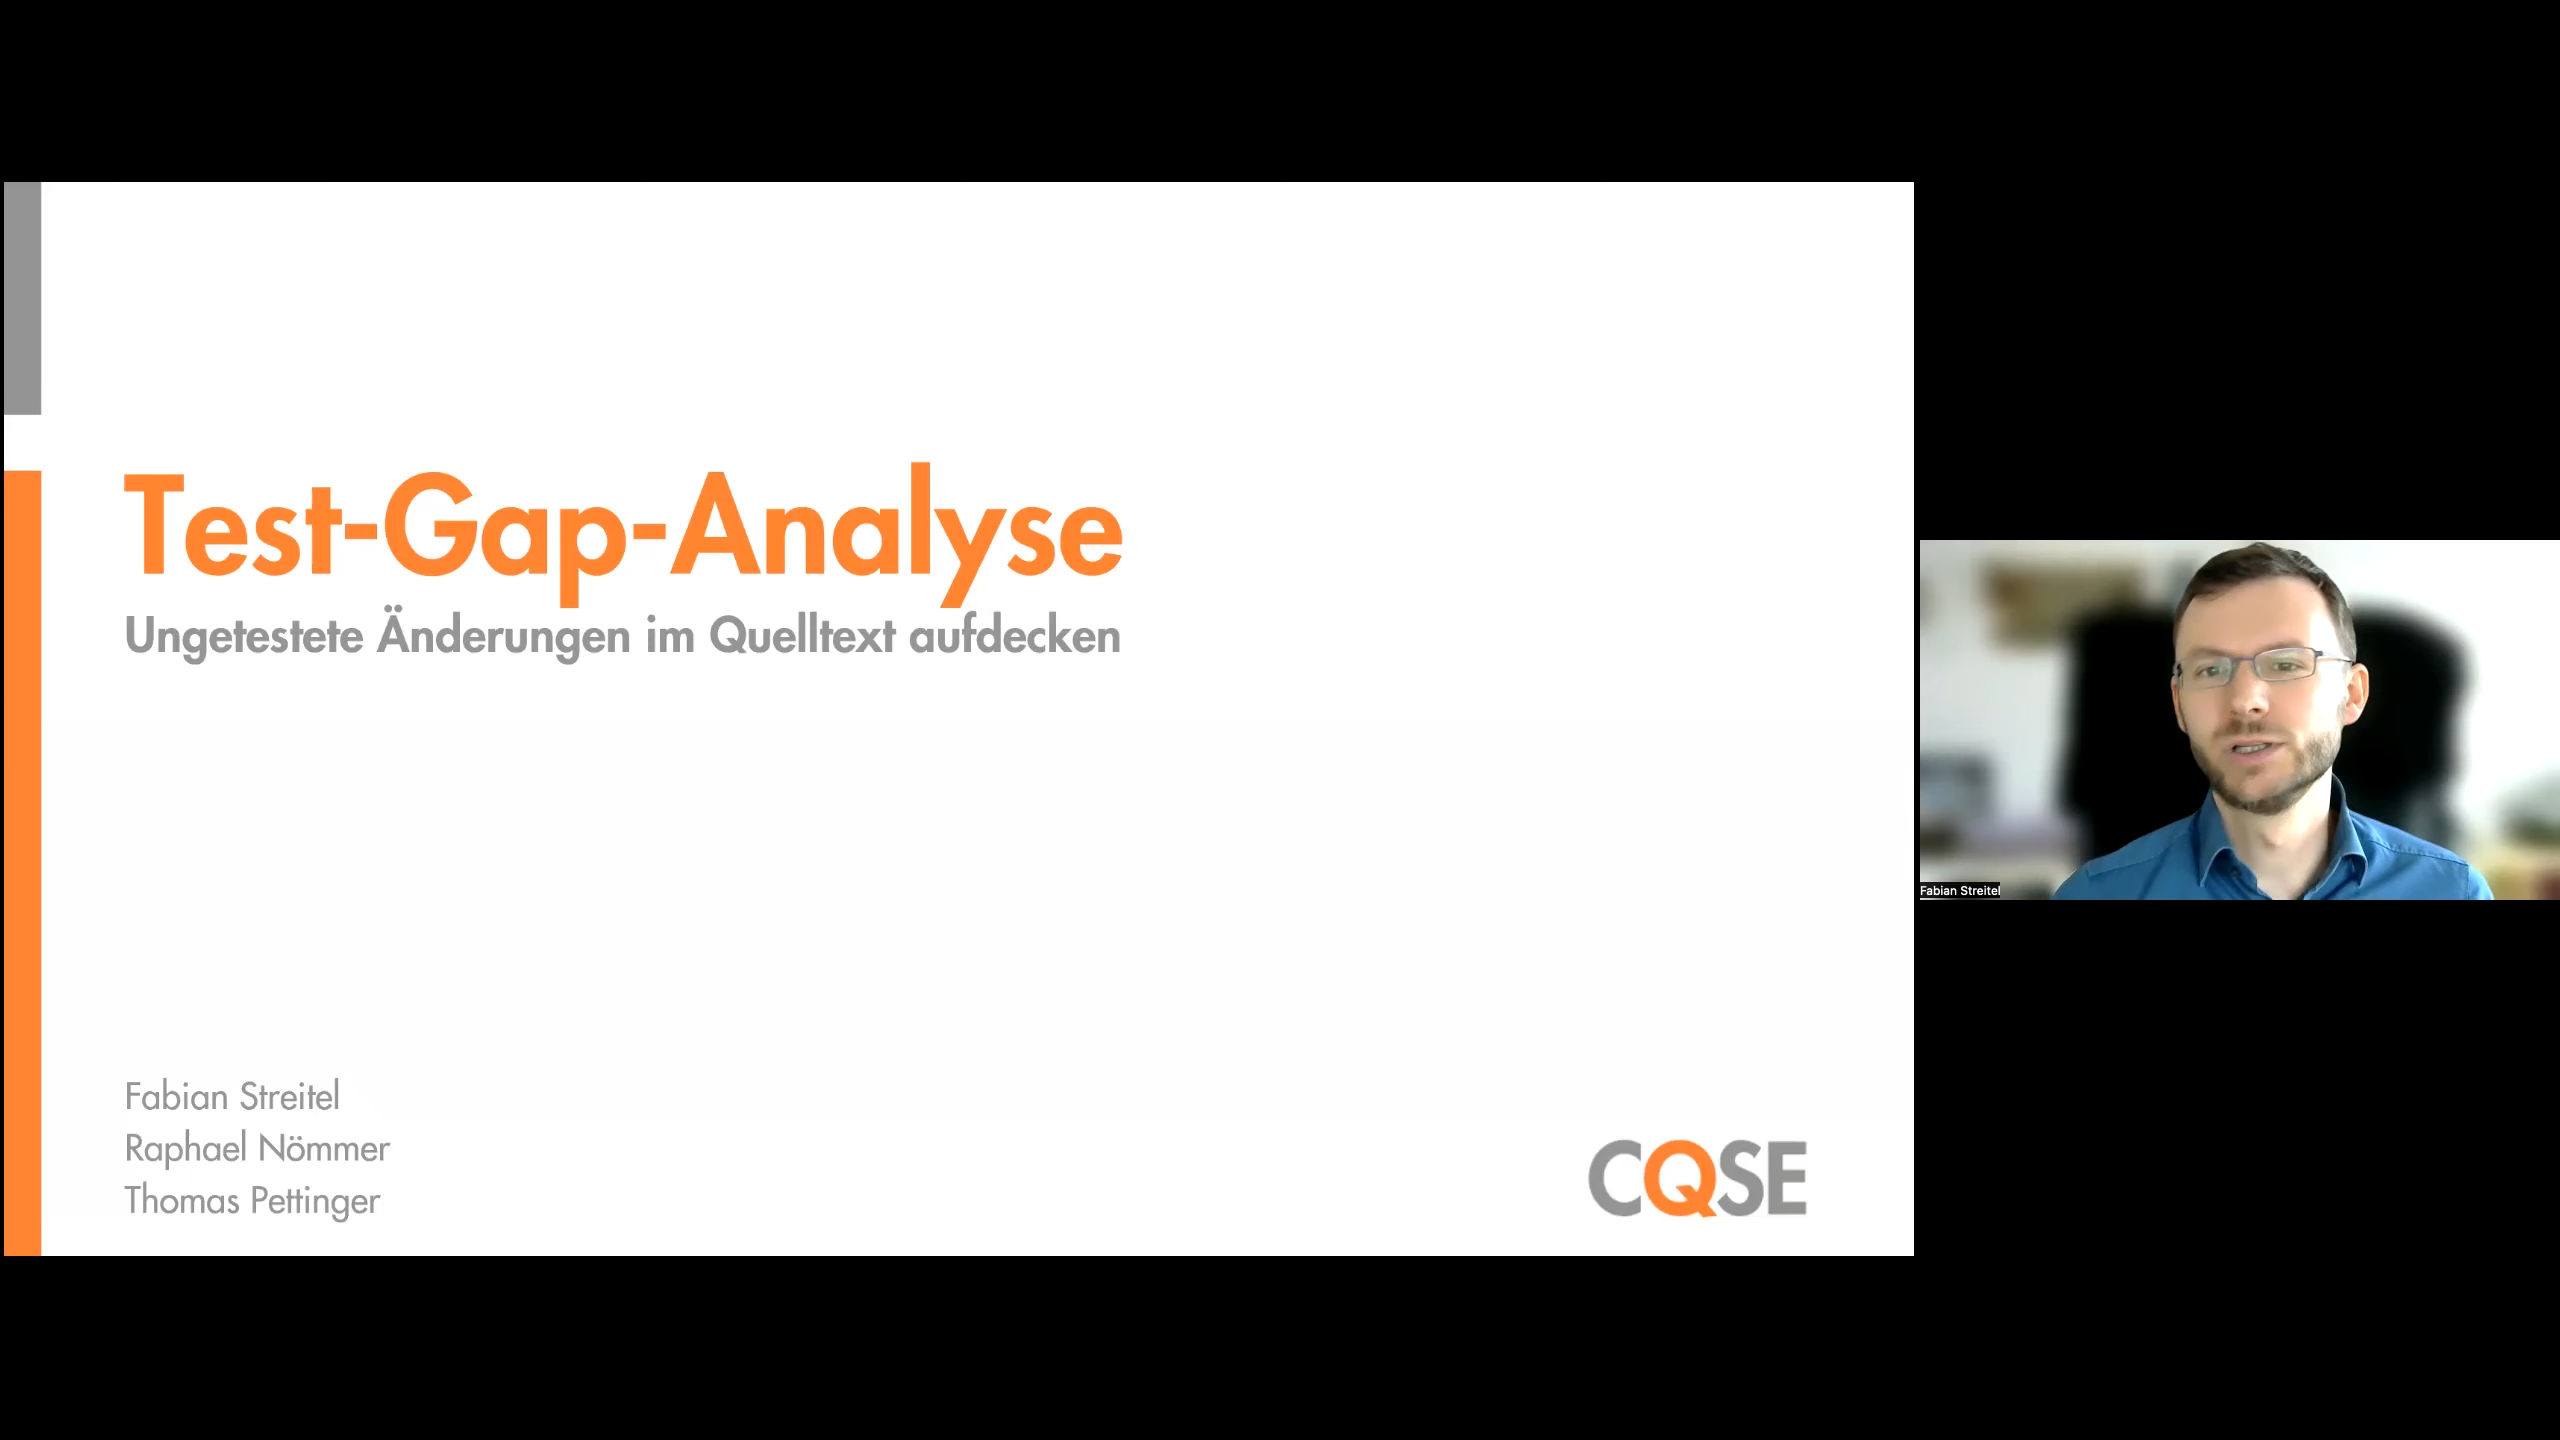 Test-Gap-Analyse
Ungetestete Änderungen im Quelltext aufdecken
Fabian Streitel
Raphael Nömmer
Thomas Pettinger
CQSE
Fabian Streitel